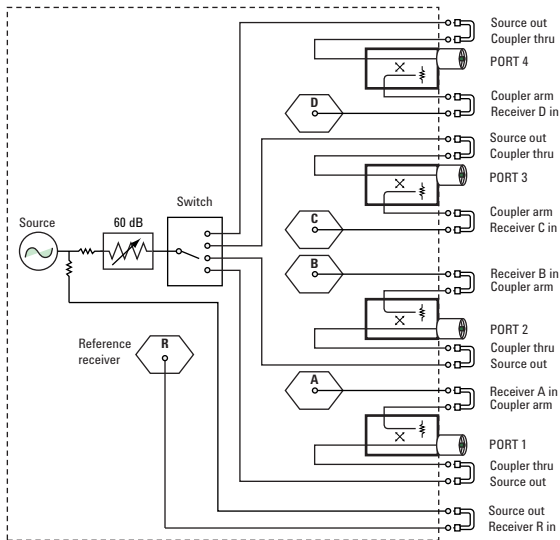 Source out
Coupler thru
PORT 4
Coupler arm
D
Receiver D in
Source out
Coupler thru
PORT 3
Switch
60 dB
Source
Coupler arm
C
Receiver C in
B
Receiver B in
Coupler arm
PORT 2
Reference
receiver
R
Coupler thru
Source out
A
Receiver A in
Coupler arm
PORT 1
Coupler thru
Source out
Source out
Receiver R in